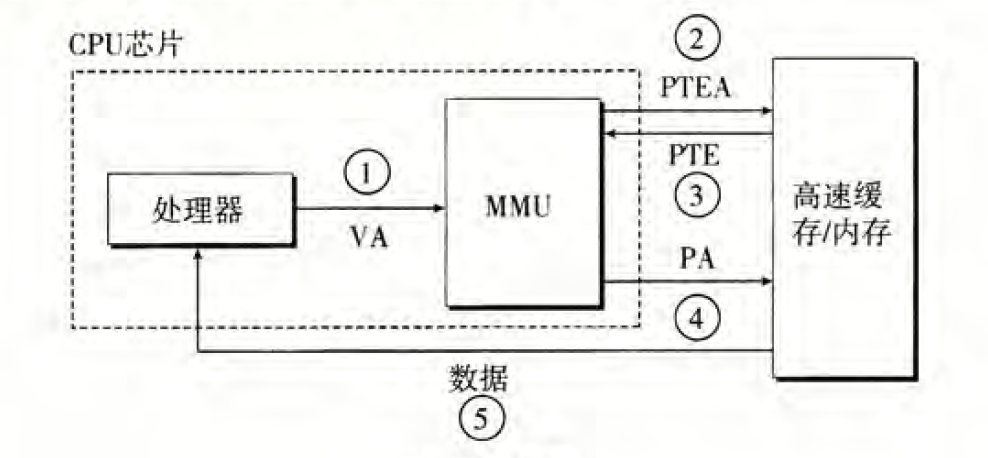 CPU芯片
②
PTEA
PTE
③
①
VA
处理器
MMU
高速缓
存/内存
PA
④
数据
⑤